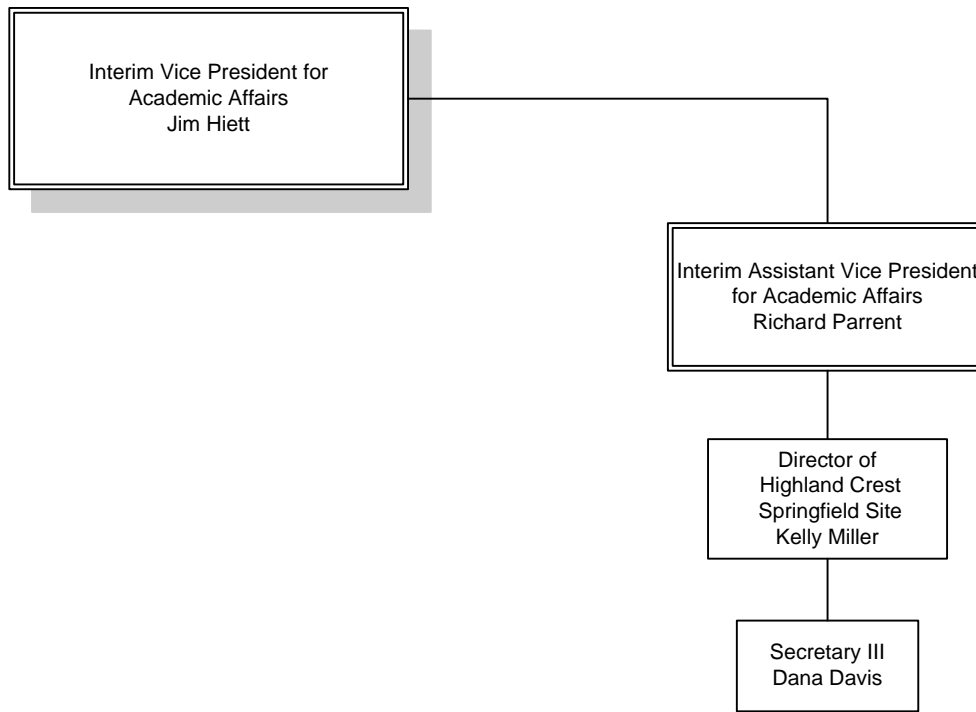 Interim Vice President for
Academic Affairs
Jim Hiett
Interim Assistant Vice President
for Academic Affairs
Richard Parrent
Director of
Highland Crest
Springfield Site
Kelly Miller
Secretary III
Dana Davis